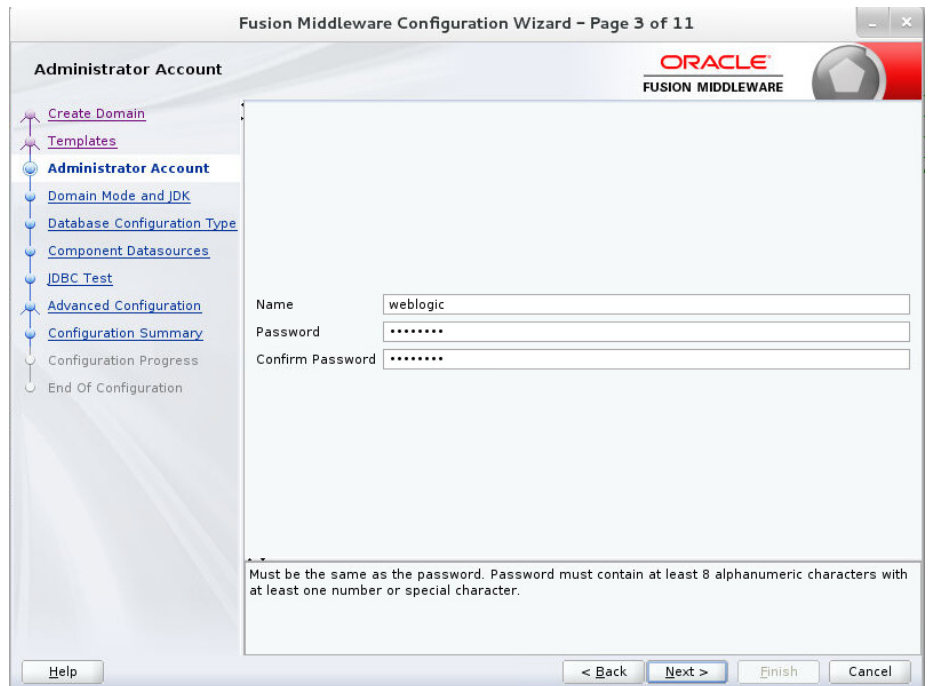 Fusion Middleware Configuration Wizard – Page 3 of 11
Administrator Account
ORACLE
FUSION MIDDLEWARE
Create Domain
Templates
Administrator Account
Domain Mode and JDK
Database Configuration Type
Component Datasources
JDBC Test
Advanced Configuration
Configuration Summary
Configuration Progress
End Of Configuration
Name weblogic
Password ••••••••
Confirm Password ••••••••
Must be the same as the password. Password must contain at least 8 alphanumeric characters with
at least one number or special character.
Help < Back Next > Finish Cancel